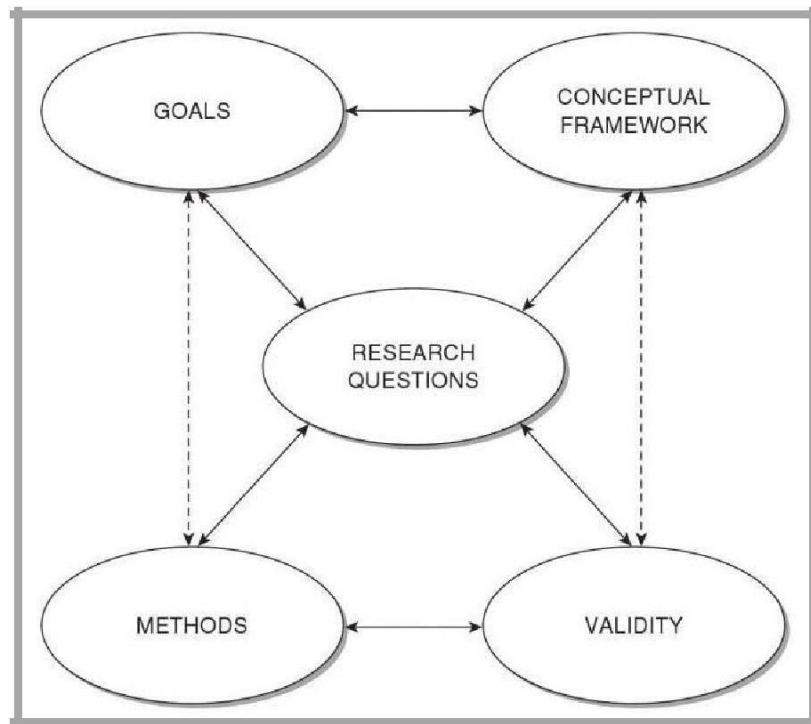 GOALS
CONCEPTUAL
FRAMEWORK
RESEARCH
QUESTIONS
METHODS
VALIDITY